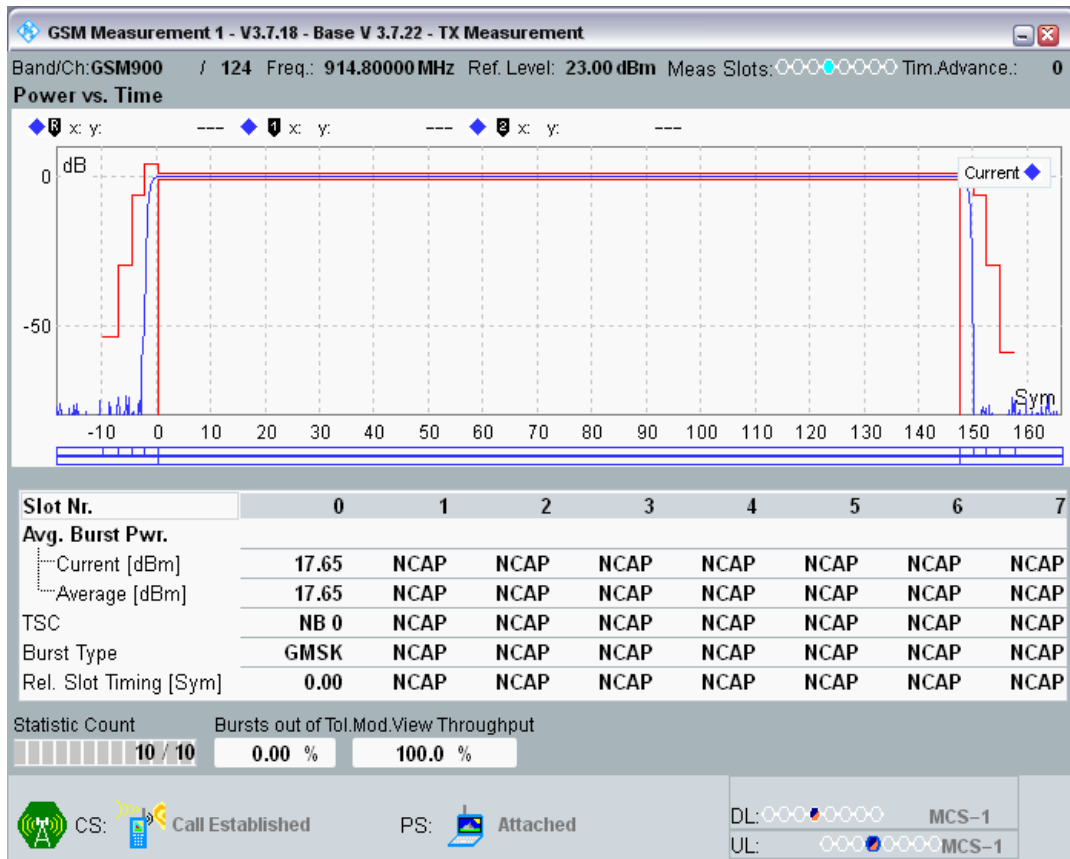 GSM Measurement 1 - V3.7.18 - Base V 3.7.22 - TX Measurement
Band/Ch:GSM900 / 124 Freq.: 914.80000 MHz Ref. Level: 23.00 dBm Meas Slots: Tim.Advance.: 0
Power vs. Time
R x: y: --- 1 x: y: --- 2 x: y: ---
dB
Current
0
-50
Sym
-10 0 10 20 30 40 50 60 70 80 90 100 110 120 130 140 150 160
Slot Nr. 0 1 2 3 4 5 6 7
Avg. Burst Pwr.
Current [dBm] 17.65 NCAP NCAP NCAP NCAP NCAP NCAP NCAP
Average [dBm] 17.65 NCAP NCAP NCAP NCAP NCAP NCAP NCAP
TSC NB 0 NCAP NCAP NCAP NCAP NCAP NCAP NCAP
Burst Type GMSK NCAP NCAP NCAP NCAP NCAP NCAP NCAP
Rel. Slot Timing [Sym] 0.00 NCAP NCAP NCAP NCAP NCAP NCAP NCAP
Statistic Count Bursts out of Tol.Mod.View Throughput
10 / 10 0.00 % 100.0 %
CS: Call Established PS: Attached
DL: MCS-1
UL: MCS-1